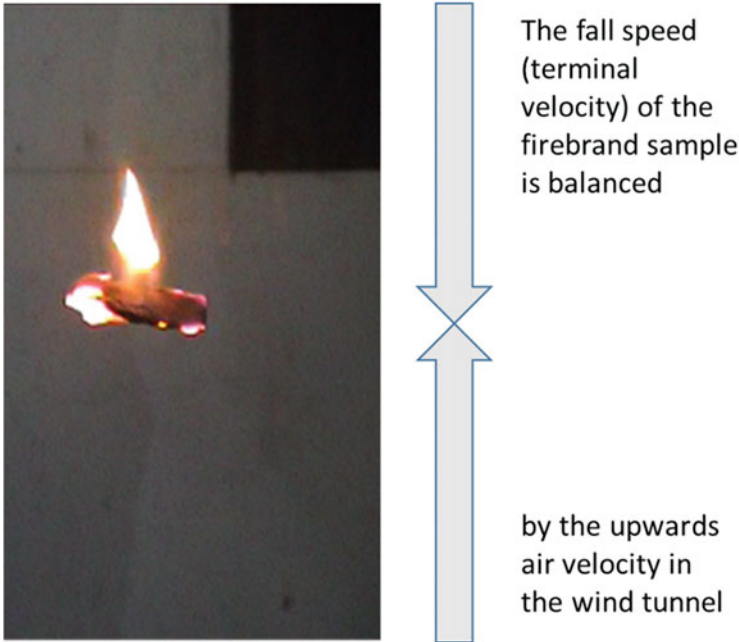 The fall speed
(terminal
velocity) of the
firebrand sample
is balanced
by the upwards
air velocity in
the wind tunnel